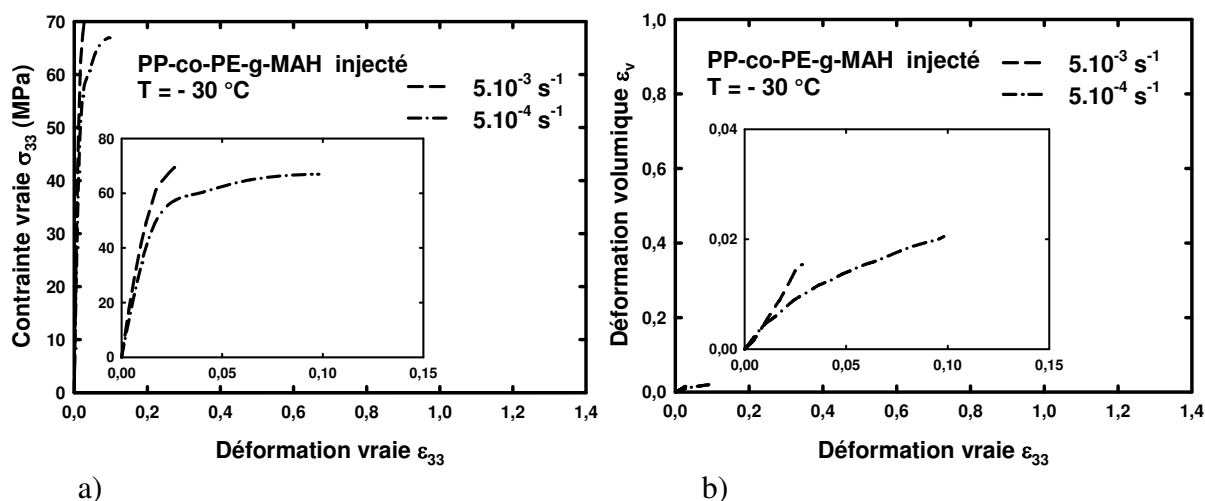 70
60
50
40
30
20
10
0
Contrainte vraie σ33 (MPa)
PP-co-PE-g-MAH injecté
T = - 30 °C
5.10-3 s-1
5.10-4 s-1
80
60
40
20
0
0,00 0,05 0,10 0,15
0,0 0,2 0,4 0,6 0,8 1,0 1,2 1,4
Déformation vraie ε33
a)
1,0
0,8
0,6
0,4
0,2
0,0
Déformation volumique εv
PP-co-PE-g-MAH injecté
T = - 30 °C
5.10-3 s-1
5.10-4 s-1
0,04
0,02
0,00
0,00 0,05 0,10 0,15
0,0 0,2 0,4 0,6 0,8 1,0 1,2 1,4
Déformation vraie ε33
b)